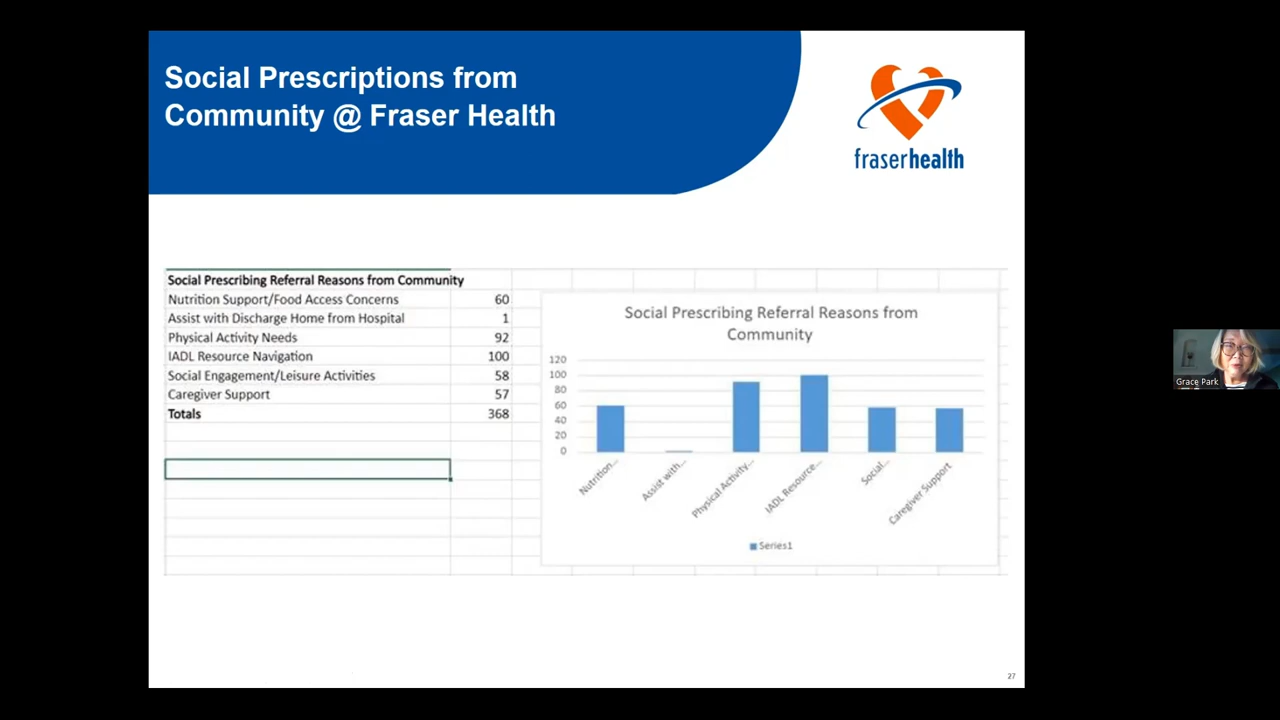 Social Prescriptions from
Community @ Fraser Health
fraserhealth
Social Prescribing Referral Reasons from Community
Nutrition Support/Food Access Concerns 60
Assist with Discharge Home from Hospital 1
Physical Activity Needs 92
IADL Resource Navigation 100
Social Engagement/Leisure Activities 58
Caregiver Support 57
Totals 368
Social Prescribing Referral Reasons from
Community
120
100
80
60
40
20
0
Nutrition...
Assist with...
Physical Activity...
IADL Resource...
Social...
Caregiver Support
Series1
Grace Park
27